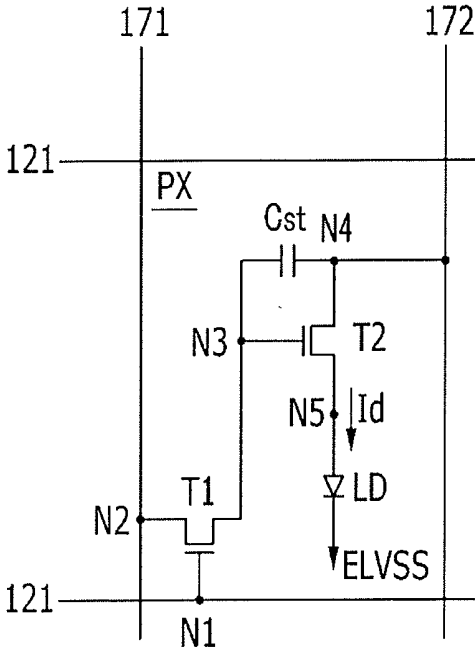 171 172
121
PX
Cst N4
N3 T2
N5 Id
T1 LD
N2
ELVSS
121
N1